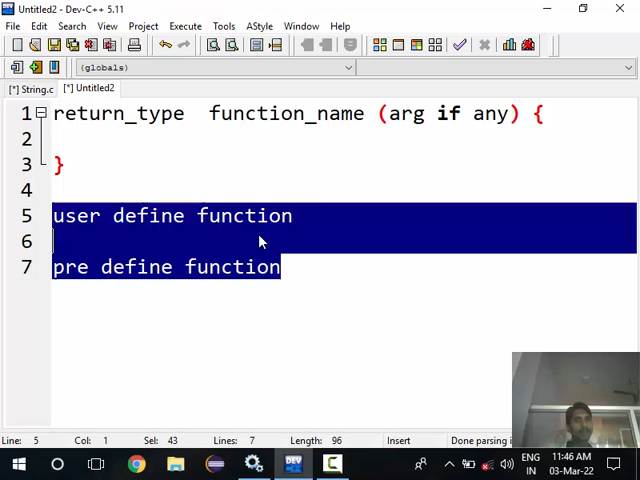 Untitled2 - Dev-C++ 5.11
File Edit Search View Project Execute Tools AStyle Window Help
(globals)
[*] String.c [*] Untitled2
1 return_type function_name (arg if any) {
2
3 }
4
5 user define function
6
7 pre define function
Line: 5 Col: 1 Sel: 43 Lines: 7 Length: 96 Insert Done parsing i
DEV
ENG 11:46 AM
IN 03-Mar-22